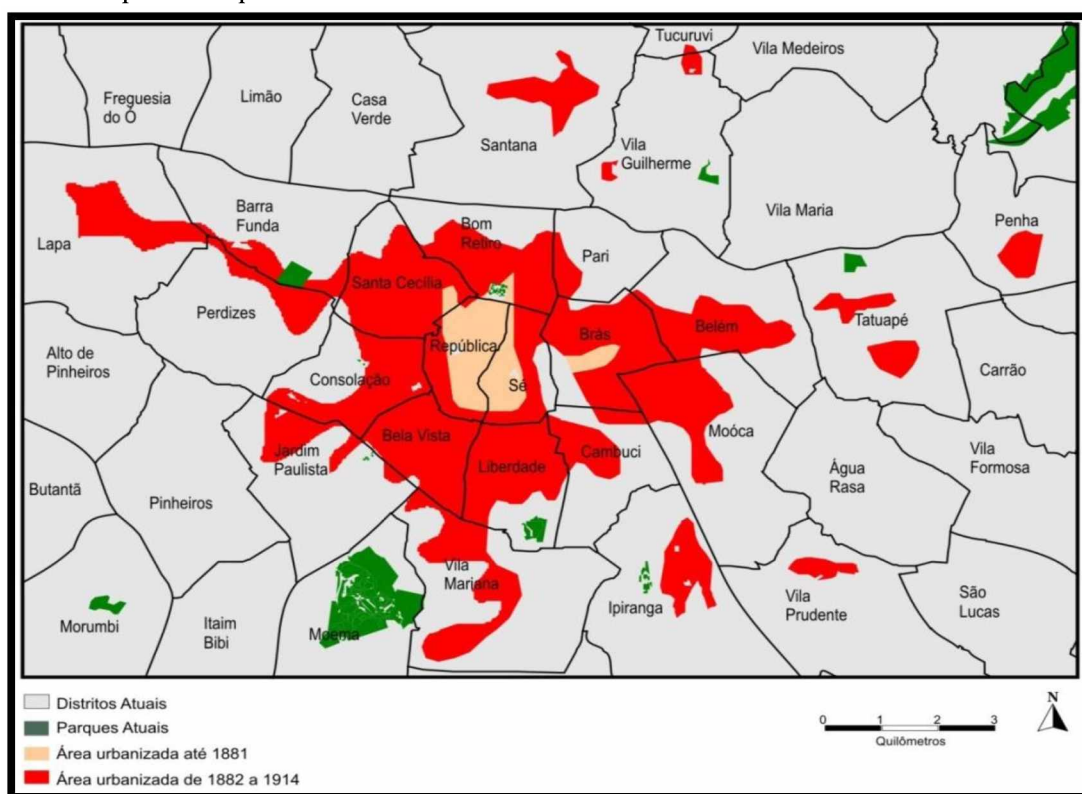 Tucuruvi
Vila Medeiros
Freguesia
do Ó
Limão
Casa
Verde
Santana
Vila
Guilherme
Vila Maria
Penha
Lapa
Barra
Funda
Bom
Retiro
Pari
Santa Cecília
Perdizes
República
Brás
Belém
Tatuapé
Alto de
Pinheiros
Consolação
Sé
Carrão
Jardim
Paulista
Bela Vista
Liberdade
Cambuci
Moóca
Água
Rasa
Vila
Formosa
Butantã
Pinheiros
Vila
Mariana
Ipiranga
Vila
Prudente
São
Lucas
Morumbi
Itaim
Bibi
Moema
Distritos Atuais
Parques Atuais
Área urbanizada até 1881
Área urbanizada de 1882 a 1914
0 1 2 3
Quilômetros
N